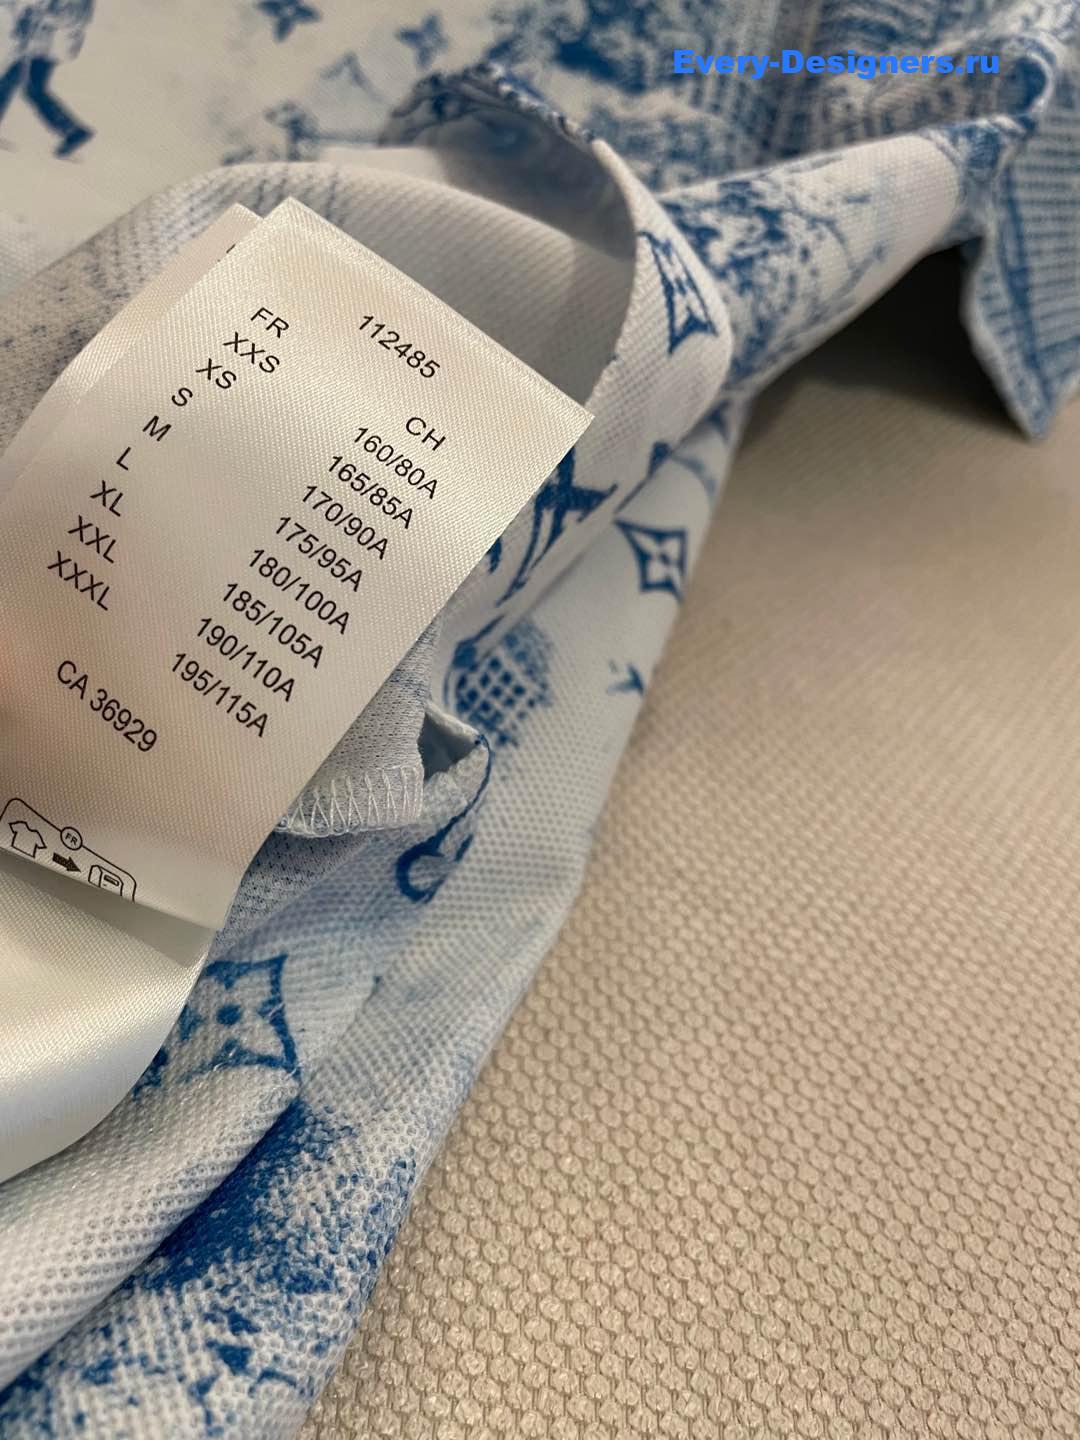 Every-Designers.ru
112485
FR CH
XXS 160/80A
XS 165/85A
S 170/90A
M 175/95A
L 180/100A
XL 185/105A
XXL 190/110A
XXXL 195/115A
CA 36929
FR